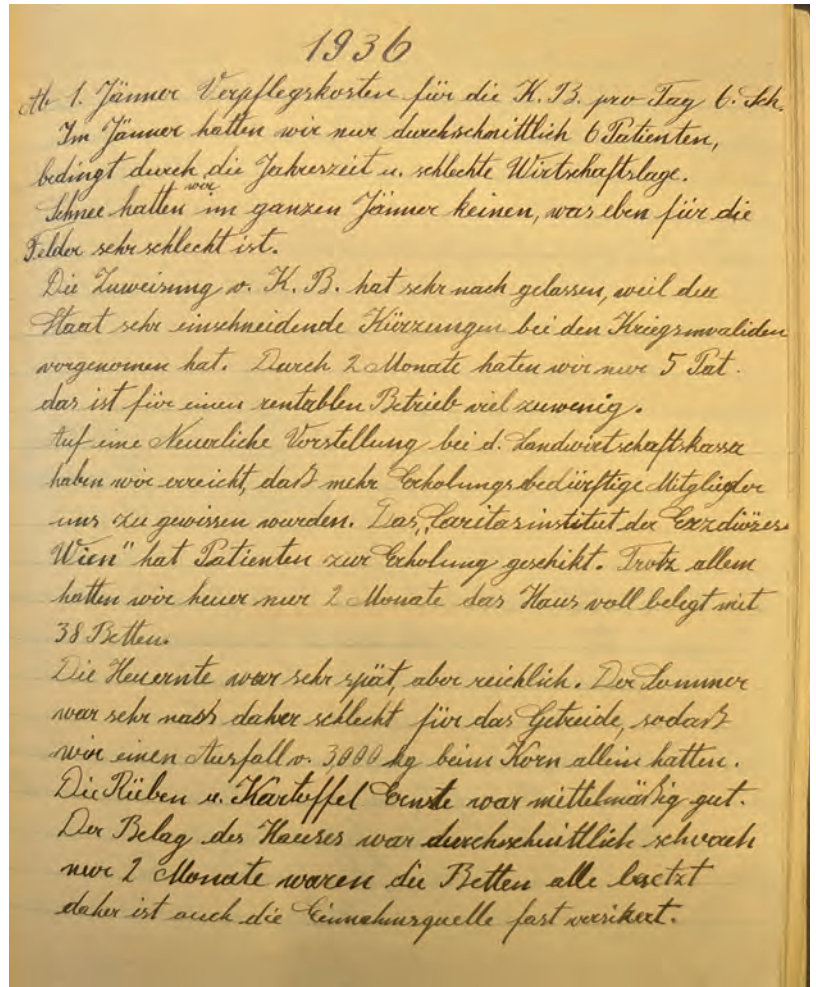 1936
Ab 1. Jänner Verpflegskosten für die K. B. pro Tag 6. Sch.
Im Jänner hatten wir nur durchschnittlich 6 Patienten,
bedingt durch die Jahreszeit u. schlechte Wirtschaftslage.
Schnee hatten wir im ganzen Jänner keinen, was eben für die
Felder sehr schlecht ist.
Die Zuweisung v. K. B. hat sehr nach gelassen, weil der
Staat sehr einschneidende Kürzungen bei den Kriegsinvaliden
vorgenomen hat. Durch 2 Monate haten wir nur 5 Pat.
das ist für einen rentablen Betrieb viel zuwenig.
Auf eine Neuerliche Vorstellung bei d. Landwirtschaftskassa
haben wir erreicht, daß mehr Erholungsbedürftige Mitglieder
uns zu gewissen wurden. Das „Caritasinstitut der Erzdiözes
Wien" hat Patienten zur Erholung geschikt. Trotz allem
hatten wir heuer nur 2 Monate das Haus voll belegt mit
38 Betten.
Die Heuernte war sehr spät, aber reichlich. Der Sommer
war sehr naß daher schlecht für das Getreide, sodaß
wir einen Ausfall v. 3000 kg beim Korn allein hatten.
Die Rüben u. Kartoffel Ernte war mittelmäßig gut.
Der Belag des Hauses war durchschnittlich schwach
nur 2 Monate waren die Betten alle besetzt
daher ist auch die Einnahmsquelle fast versikert.